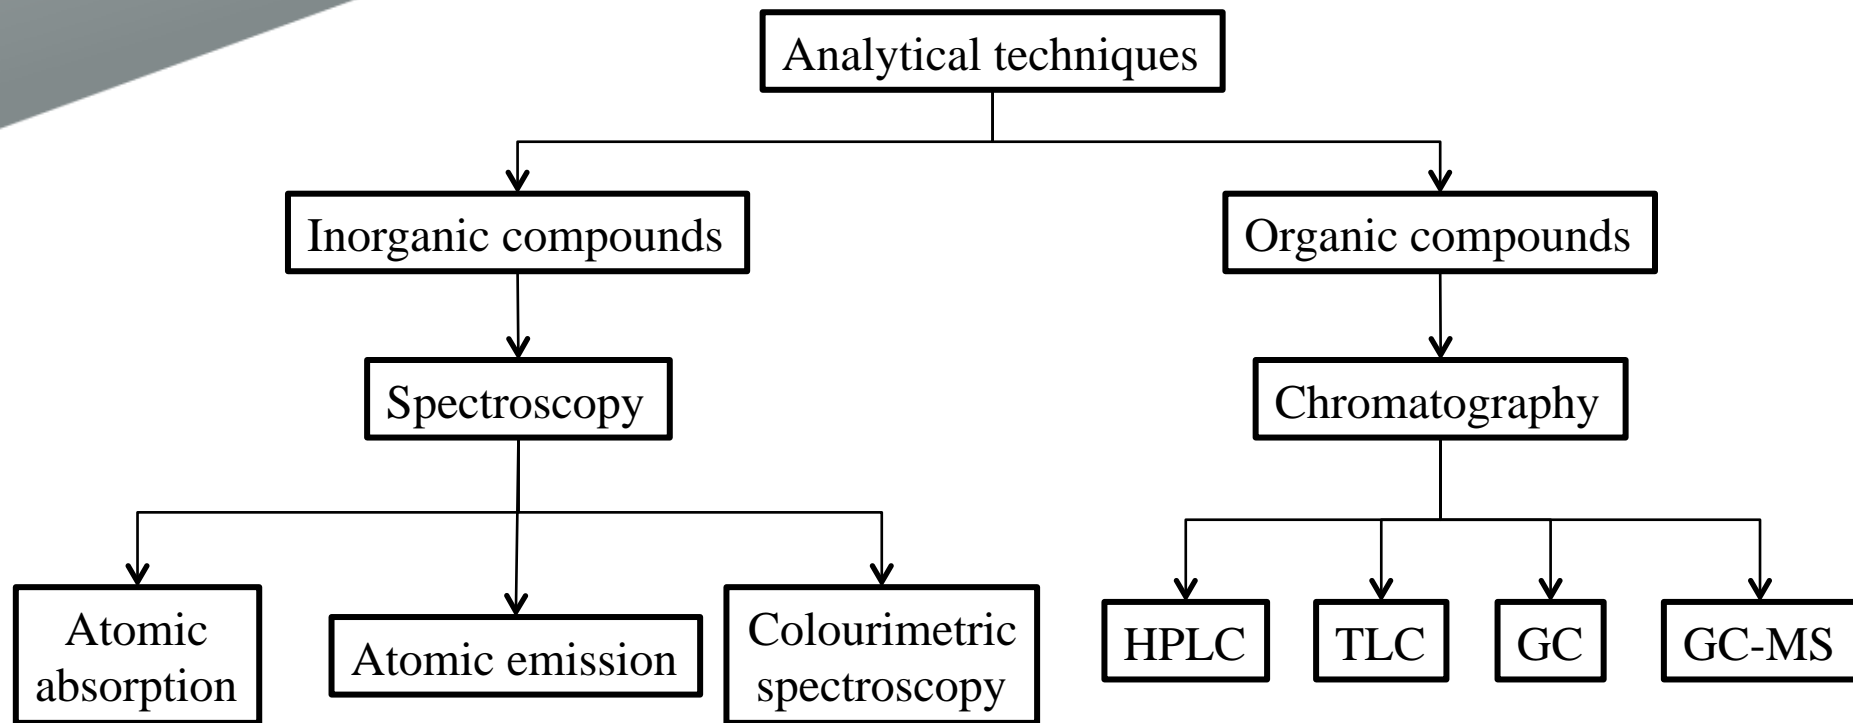 Analytical techniques
Inorganic compounds
Organic compounds
Spectroscopy
Chromatography
Atomic
absorption
Atomic emission
Colourimetric
spectroscopy
HPLC
TLC
GC
GC-MS